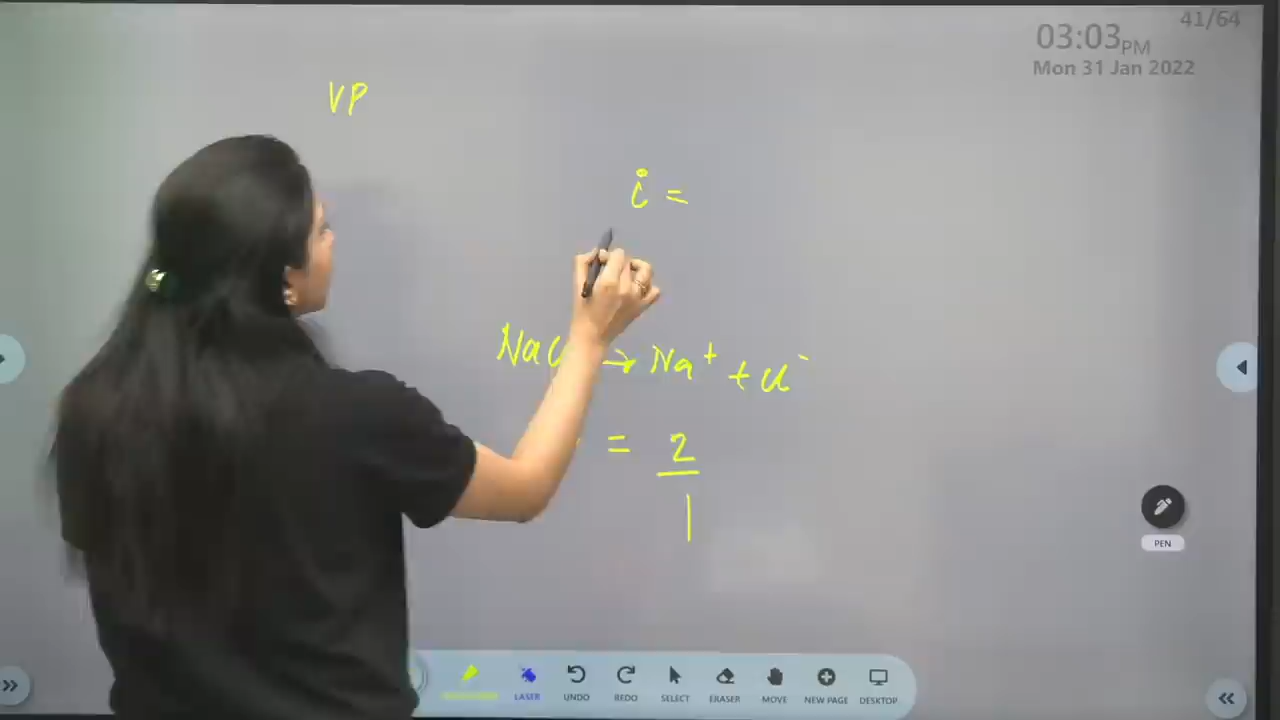 41/64
03:03PM
Mon 31 Jan 2022
VP
i =
→ Na⁺ + Cl⁻
= 2
1
PEN
LASER
UNDO
REDO
SELECT
ERASER
MOVE
NEW PAGE
DESKTOP